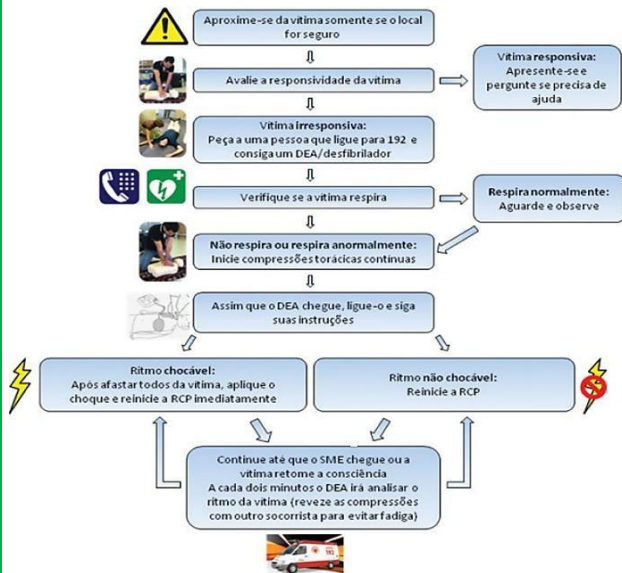 Aproxime-se da vítima somente se o local
for seguro
Avalie a responsividade da vítima
Vítima responsiva:
Apresente-se e
pergunte se precisa de
ajuda
Vítima irresponsiva:
Peça a uma pessoa que ligue para 192 e
consiga um DEA/desfibrilador
Verifique se a vítima respira
Respira normalmente:
Aguarde e observe
Não respira ou respira anormalmente:
Inicie compressões torácicas contínuas
Assim que o DEA chegue, ligue-o e siga
suas instruções
Ritmo chocável:
Após afastar todos da vítima, aplique o
choque e reinicie a RCP imediatamente
Ritmo não chocável:
Reinicie a RCP
Continue até que o SME chegue ou a
vítima retome a consciência
A cada dois minutos o DEA irá analisar o
ritmo da vítima (reveze as compressões
com outro socorrista para evitar fadiga)
192